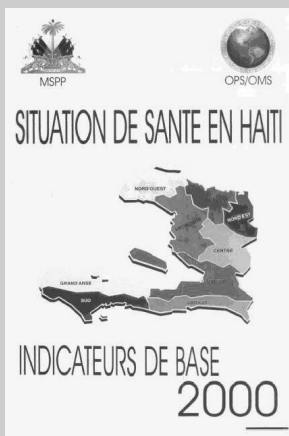 MSPP
OPS/OMS
SITUATION DE SANTE EN HAITI
NORD'OUEST
NORD'EST
CENTRE
GRAND'ANSE
SUD
INDICATEURS DE BASE
2000